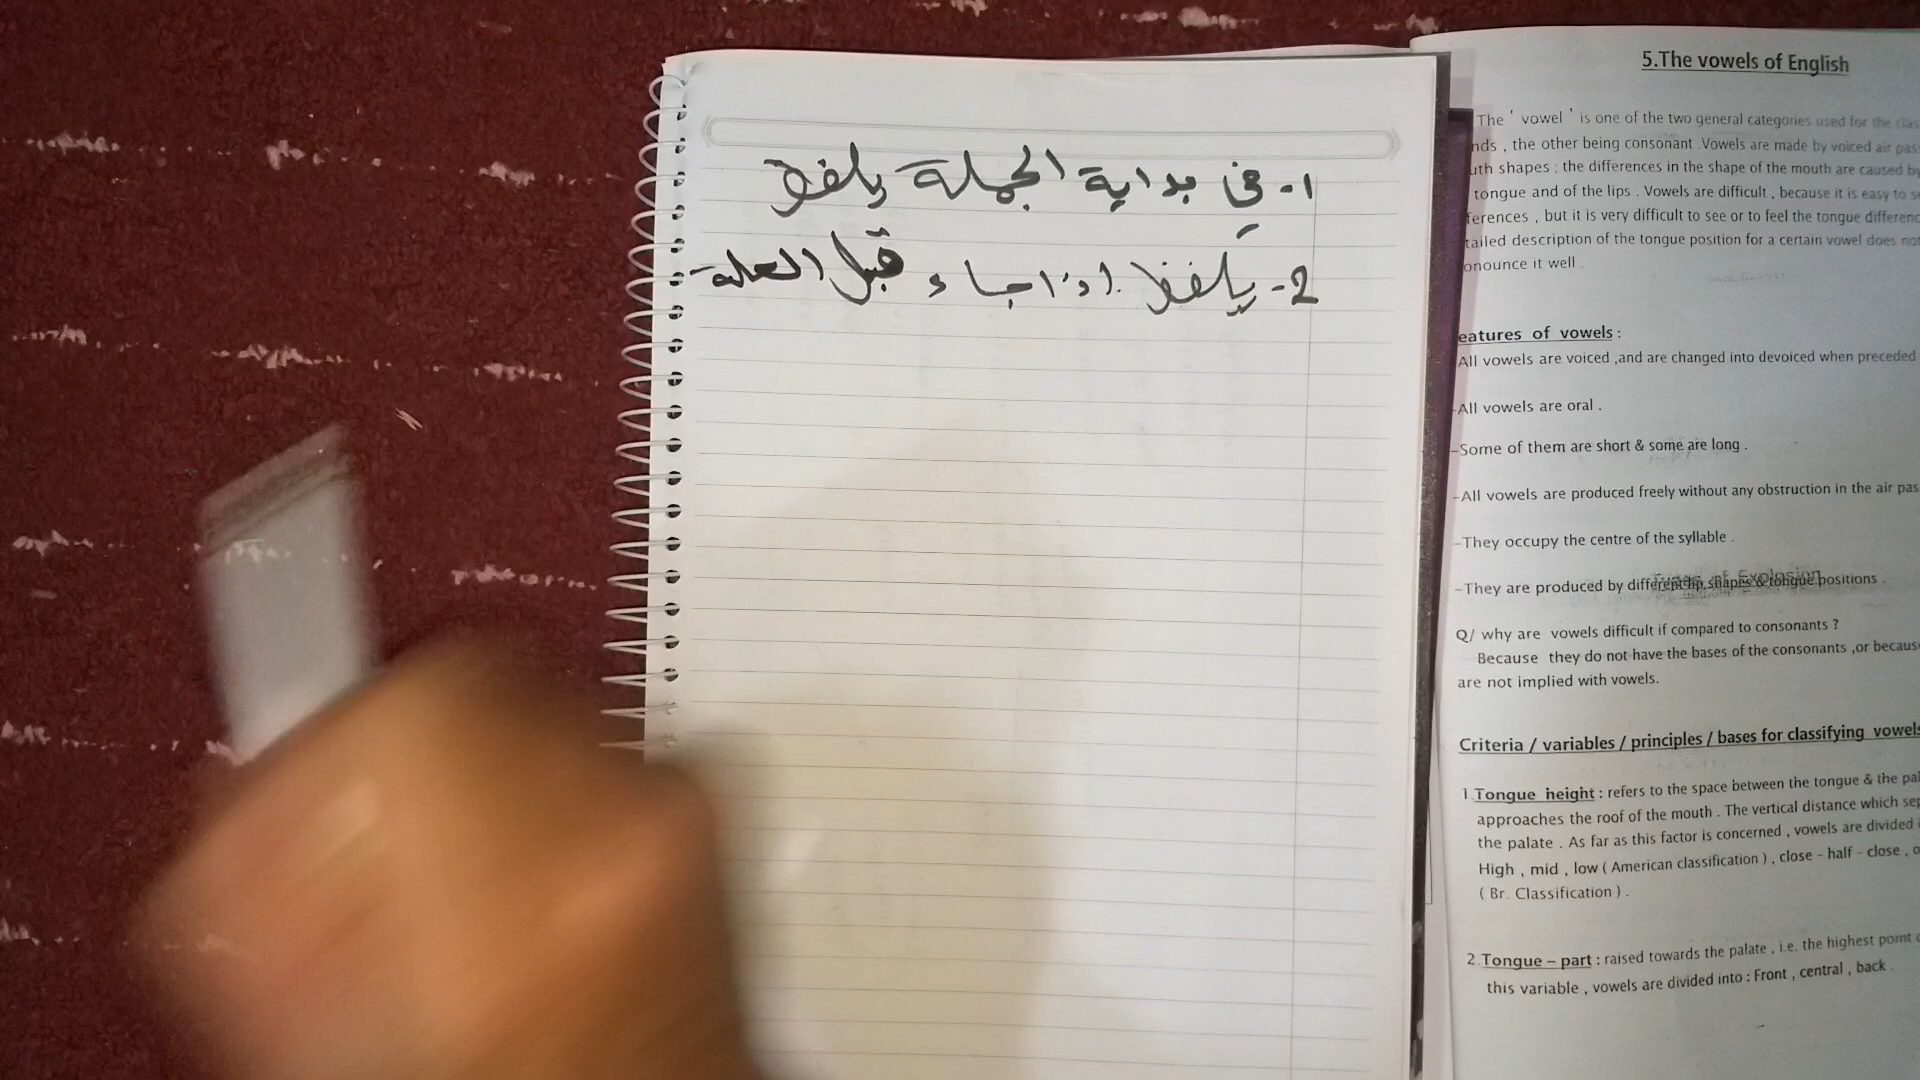 1- في بداية الجملة يلفظ
2- يلفظ اذا جاء قبل العلة
5.The vowels of English
The ' vowel ' is one of the two general categories used for the clas
nds , the other being consonant .Vowels are made by voiced air pas
uth shapes ; the differences in the shape of the mouth are caused by
tongue and of the lips . Vowels are difficult , because it is easy to s
ferences , but it is very difficult to see or to feel the tongue differenc
tailed description of the tongue position for a certain vowel does not
onounce it well .
eatures of vowels :
All vowels are voiced ,and are changed into devoiced when preceded
-All vowels are oral .
-Some of them are short & some are long .
-All vowels are produced freely without any obstruction in the air pas
-They occupy the centre of the syllable .
-They are produced by different lip shapes & tongue positions .
Q/ why are vowels difficult if compared to consonants ?
Because they do not have the bases of the consonants ,or becaus
are not implied with vowels.
Criteria / variables / principles / bases for classifying vowels
1.Tongue height : refers to the space between the tongue & the pal
approaches the roof of the mouth . The vertical distance which sep
the palate . As far as this factor is concerned , vowels are divided i
High , mid , low ( American classification ) , close - half - close , o
( Br. Classification ) .
2.Tongue – part : raised towards the palate , i.e. the highest point o
this variable , vowels are divided into : Front , central , back .